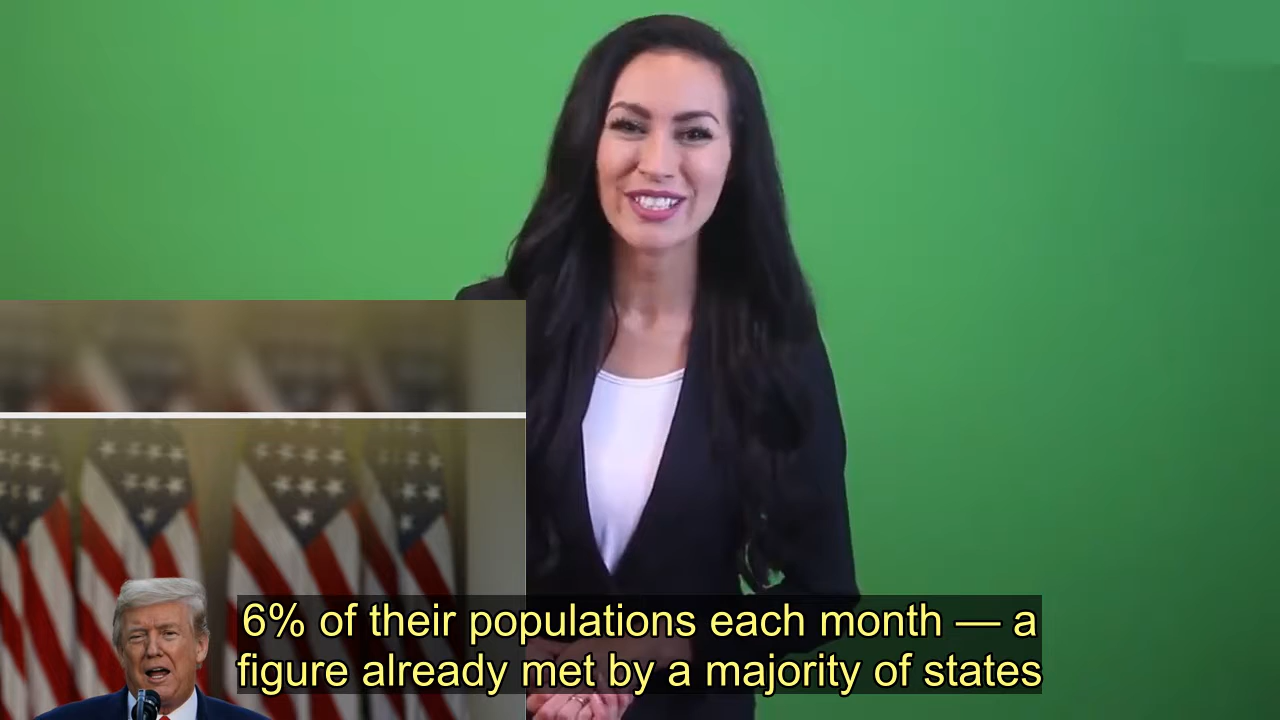 6% of their populations each month — a
figure already met by a majority of states